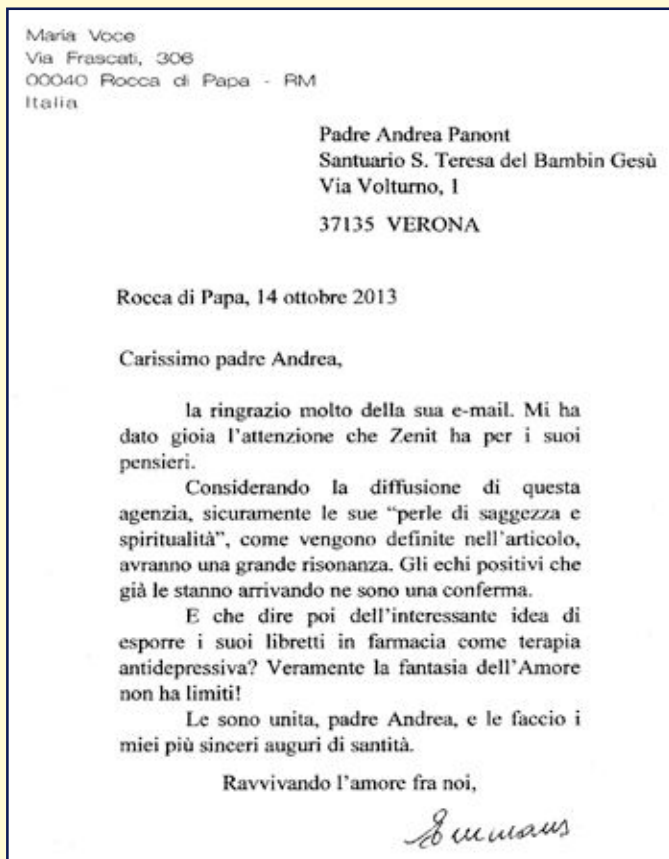 Maria Voce
Via Frascati, 306
00040 Rocca di Papa - RM
Italia
Padre Andrea Panont
Santuario S. Teresa del Bambin Gesù
Via Volturno, 1
37135 VERONA
Rocca di Papa, 14 ottobre 2013
Carissimo padre Andrea,
la ringrazio molto della sua e-mail. Mi ha
dato gioia l'attenzione che Zenit ha per i suoi
pensieri.
Considerando la diffusione di questa
agenzia, sicuramente le sue “perle di saggezza e
spiritualità”, come vengono definite nell'articolo,
avranno una grande risonanza. Gli echi positivi che
già le stanno arrivando ne sono una conferma.
E che dire poi dell'interessante idea di
esporre i suoi libretti in farmacia come terapia
antidepressiva? Veramente la fantasia dell'Amore
non ha limiti!
Le sono unita, padre Andrea, e le faccio i
miei più sinceri auguri di santità.
Ravvivando l'amore fra noi,
Emmaus